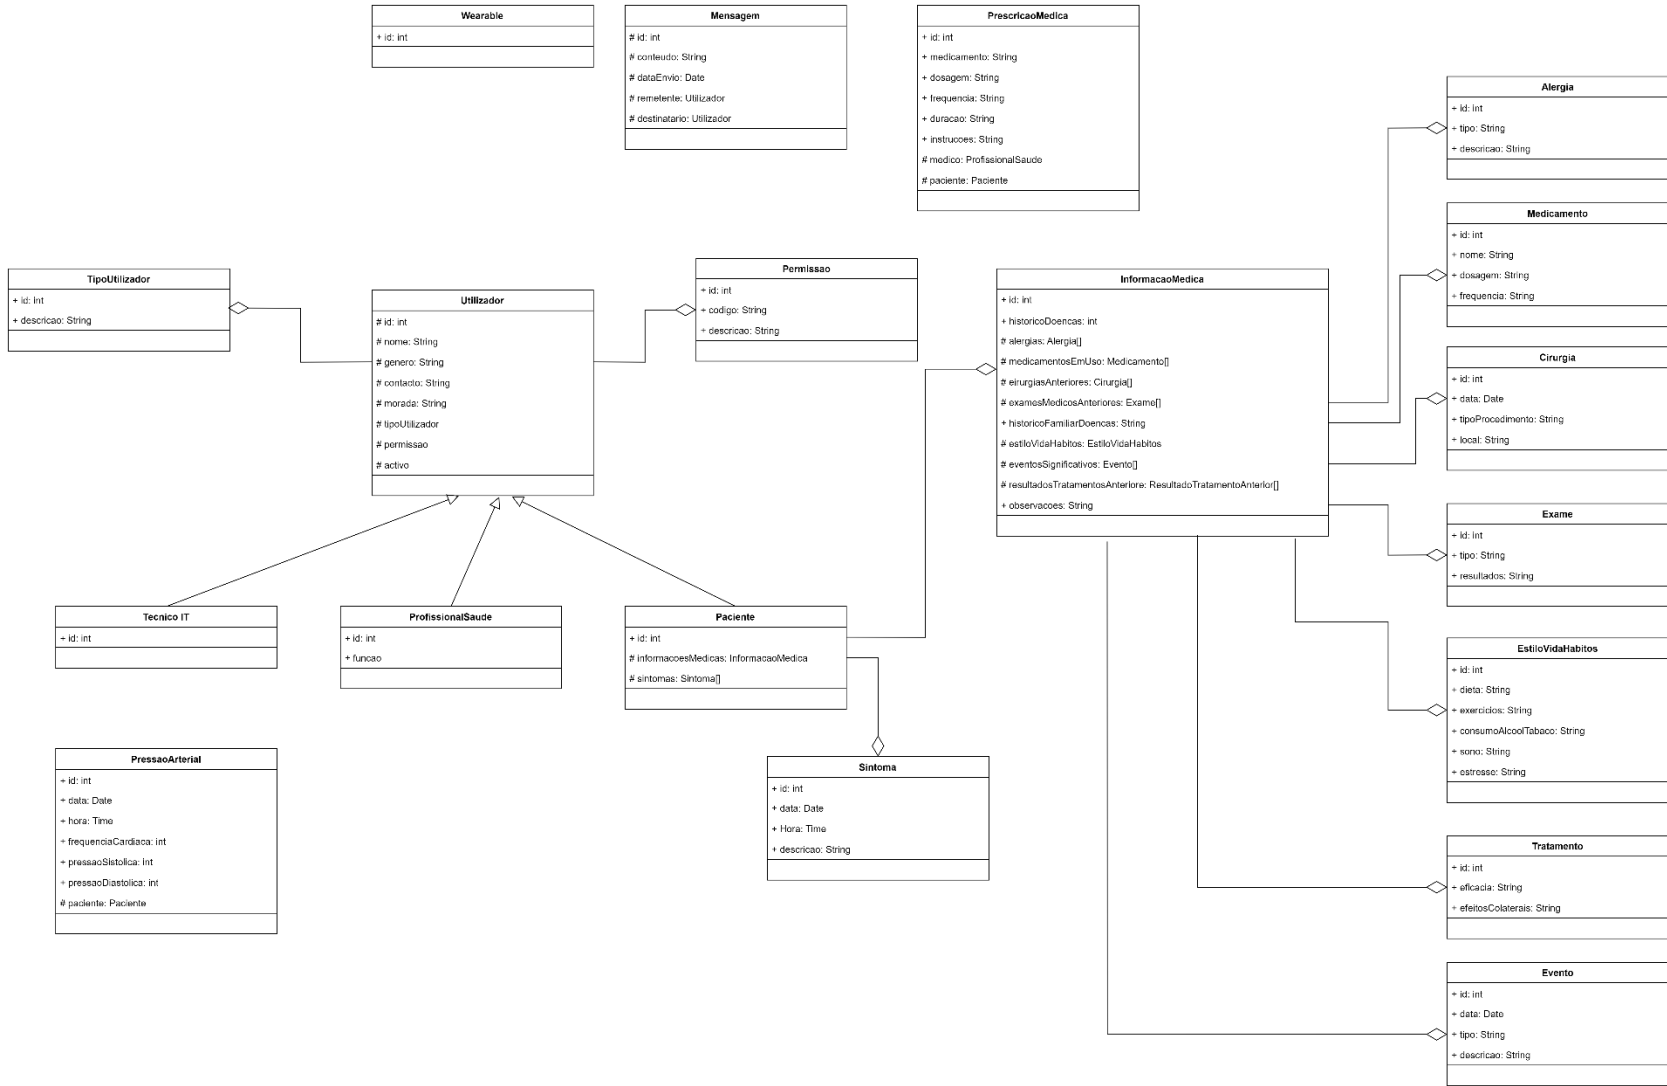 Wearable
+ id: int
Mensagem
# id: int
# conteudo: String
# dataEnvio: Date
# remetente: Utilizador
# destinatario: Utilizador
PrescricaoMedica
+ id: int
+ medicamento: String
+ dosagem: String
+ frequencia: String
+ duracao: String
+ instrucoes: String
# medico: ProfissionalSaude
# paciente: Paciente
Alergia
+ id: int
+ tipo: String
+ descricao: String
Medicamento
+ id: int
+ nome: String
+ dosagem: String
+ frequencia: String
TipoUtilizador
+ id: int
+ descricao: String
Utilizador
# id: int
# nome: String
# genero: String
# contacto: String
# morada: String
# tipoUtilizador
# permissao
# activo
Permissao
+ id: int
+ codigo: String
+ descricao: String
InformacaoMedica
+ id: int
+ historicoDoencas: int
# alergias: Alergia[]
# medicamentosEmUso: Medicamento[]
# eirurgiasAnteriores: Cirurgia[]
# examesMedicosAnteriores: Exame[]
+ historicoFamiliarDoencas: String
# estiloVidaHabitos: EstiloVidaHabitos
# eventosSignificativos: Evento[]
# resultadosTratamentosAnteriore: ResultadoTratamentoAnterior[]
+ observacoes: String
Cirurgia
+ id: int
+ data: Date
+ tipoProcedimento: String
+ local: String
Exame
+ id: int
+ tipo: String
+ resultados: String
Tecnico IT
+ id: int
ProfissionalSaude
+ id: int
+ funcao
Paciente
+ id: int
# informacoesMedicas: InformacaoMedica
# sintomas: Sintoma[]
EstiloVidaHabitos
+ id: int
+ dieta: String
+ exercicios: String
+ consumoAlcoolTabaco: String
+ sono: String
+ estresse: String
PressaoArterial
+ id: int
+ data: Date
+ hora: Time
+ frequenciaCardiaca: int
+ pressaoSistolica: int
+ pressaoDiastolica: int
# paciente: Paciente
Sintoma
+ id: int
+ data: Date
+ Hora: Time
+ descricao: String
Tratamento
+ id: int
+ eficacia: String
+ efeitosColaterais: String
Evento
+ id: int
+ data: Date
+ tipo: String
+ descricao: String